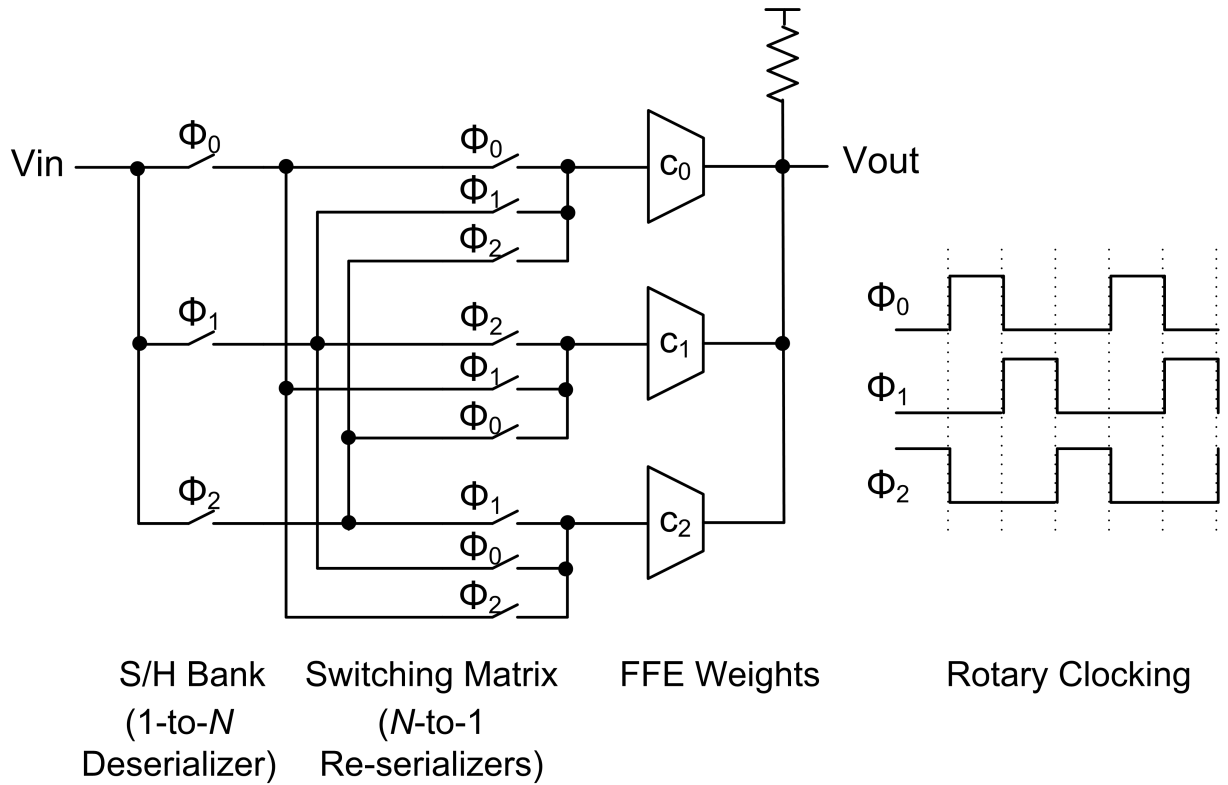 Φ0
Vin
Φ0
Φ1
Φ2
c0
Vout
Φ1
Φ2
Φ1
Φ0
c1
Φ2
Φ1
Φ0
Φ2
c2
Φ0
Φ1
Φ2
S/H Bank
(1-to-N
Deserializer)
Switching Matrix
(N-to-1
Re-serializers)
FFE Weights
Rotary Clocking